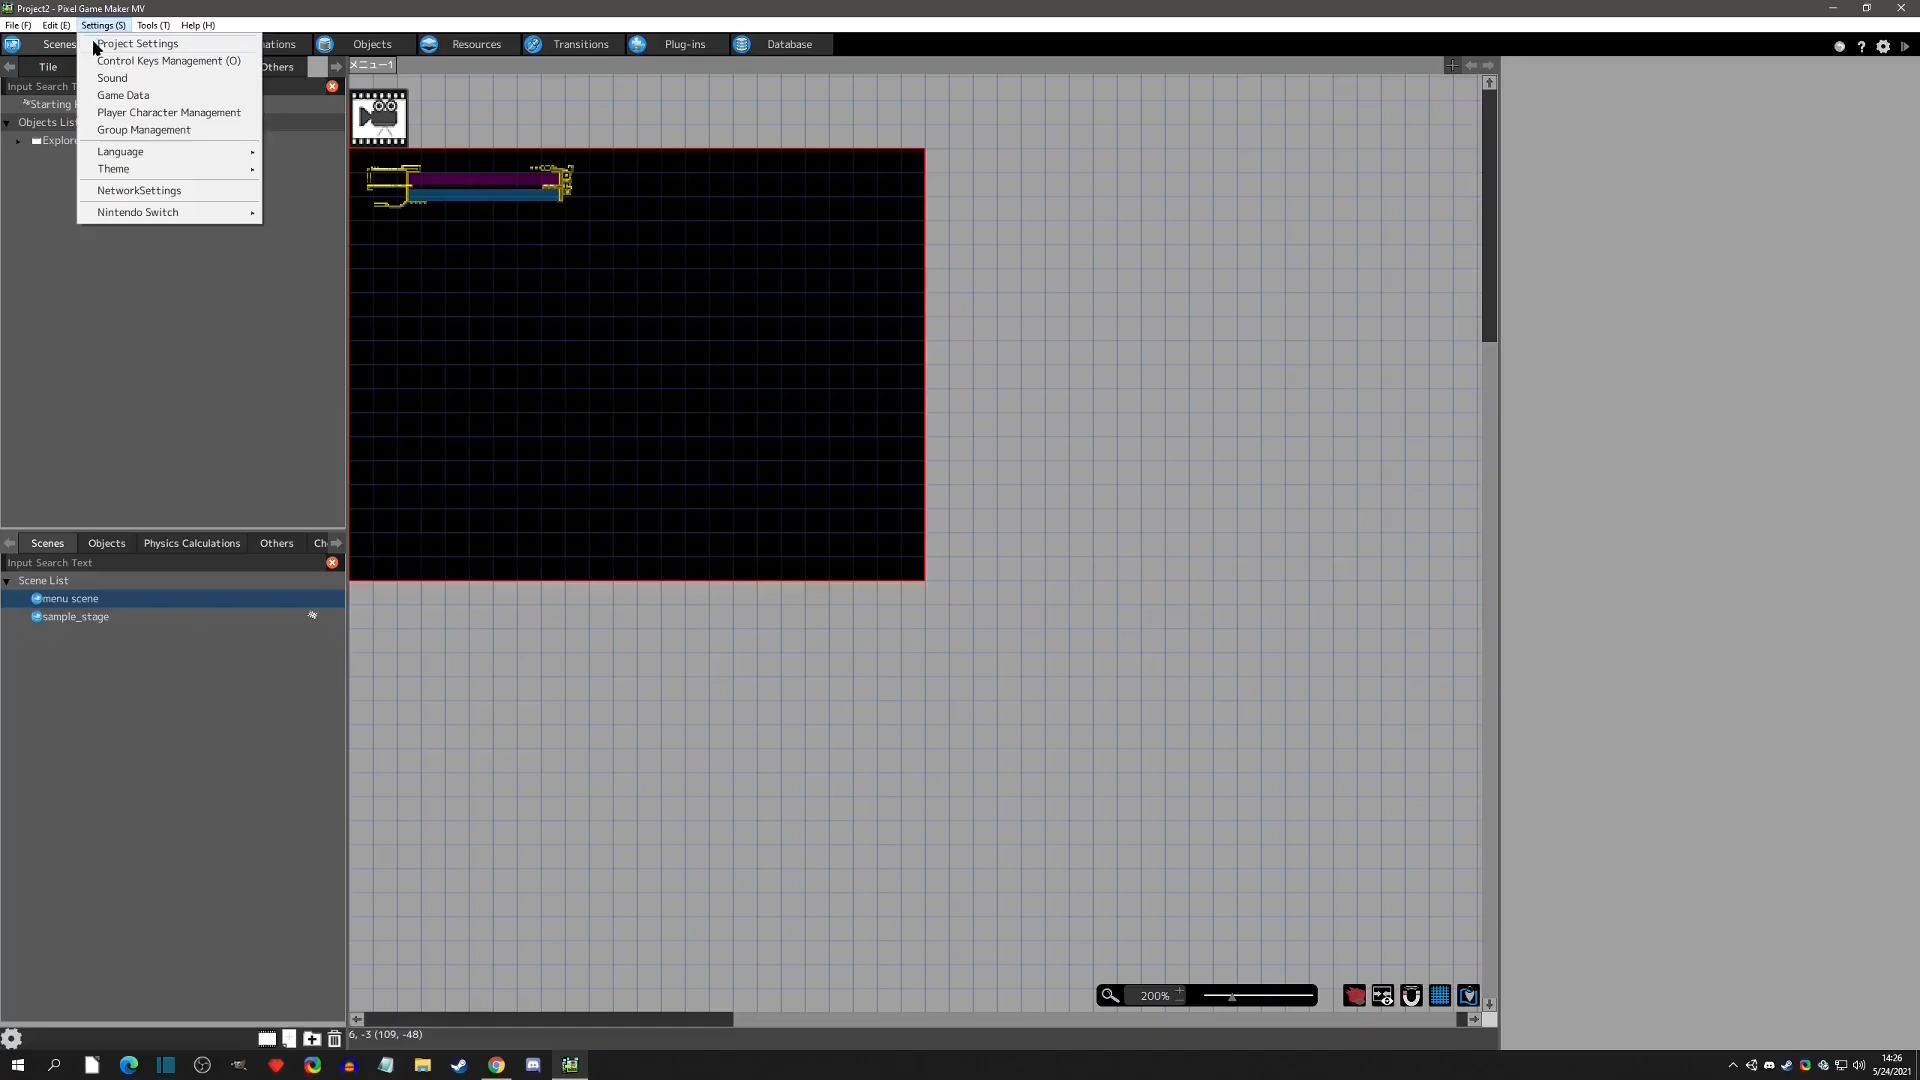 Project2 - Pixel Game Maker MV
File (F) Edit (E) Settings (S) Tools (T) Help (H)
Scenes ations Objects Resources Transitions Plug-ins Database
Project Settings
Control Keys Management (O)
Sound
Game Data
Player Character Management
Group Management
Language
Theme
NetworkSettings
Nintendo Switch
Tile Others
メニュー1
Input Search T
Starting
Objects List
Explore
Scenes Objects Physics Calculations Others Ch
Input Search Text
Scene List
menu scene
sample_stage
200%
6, -3 (109, -48)
14:26
5/24/2021